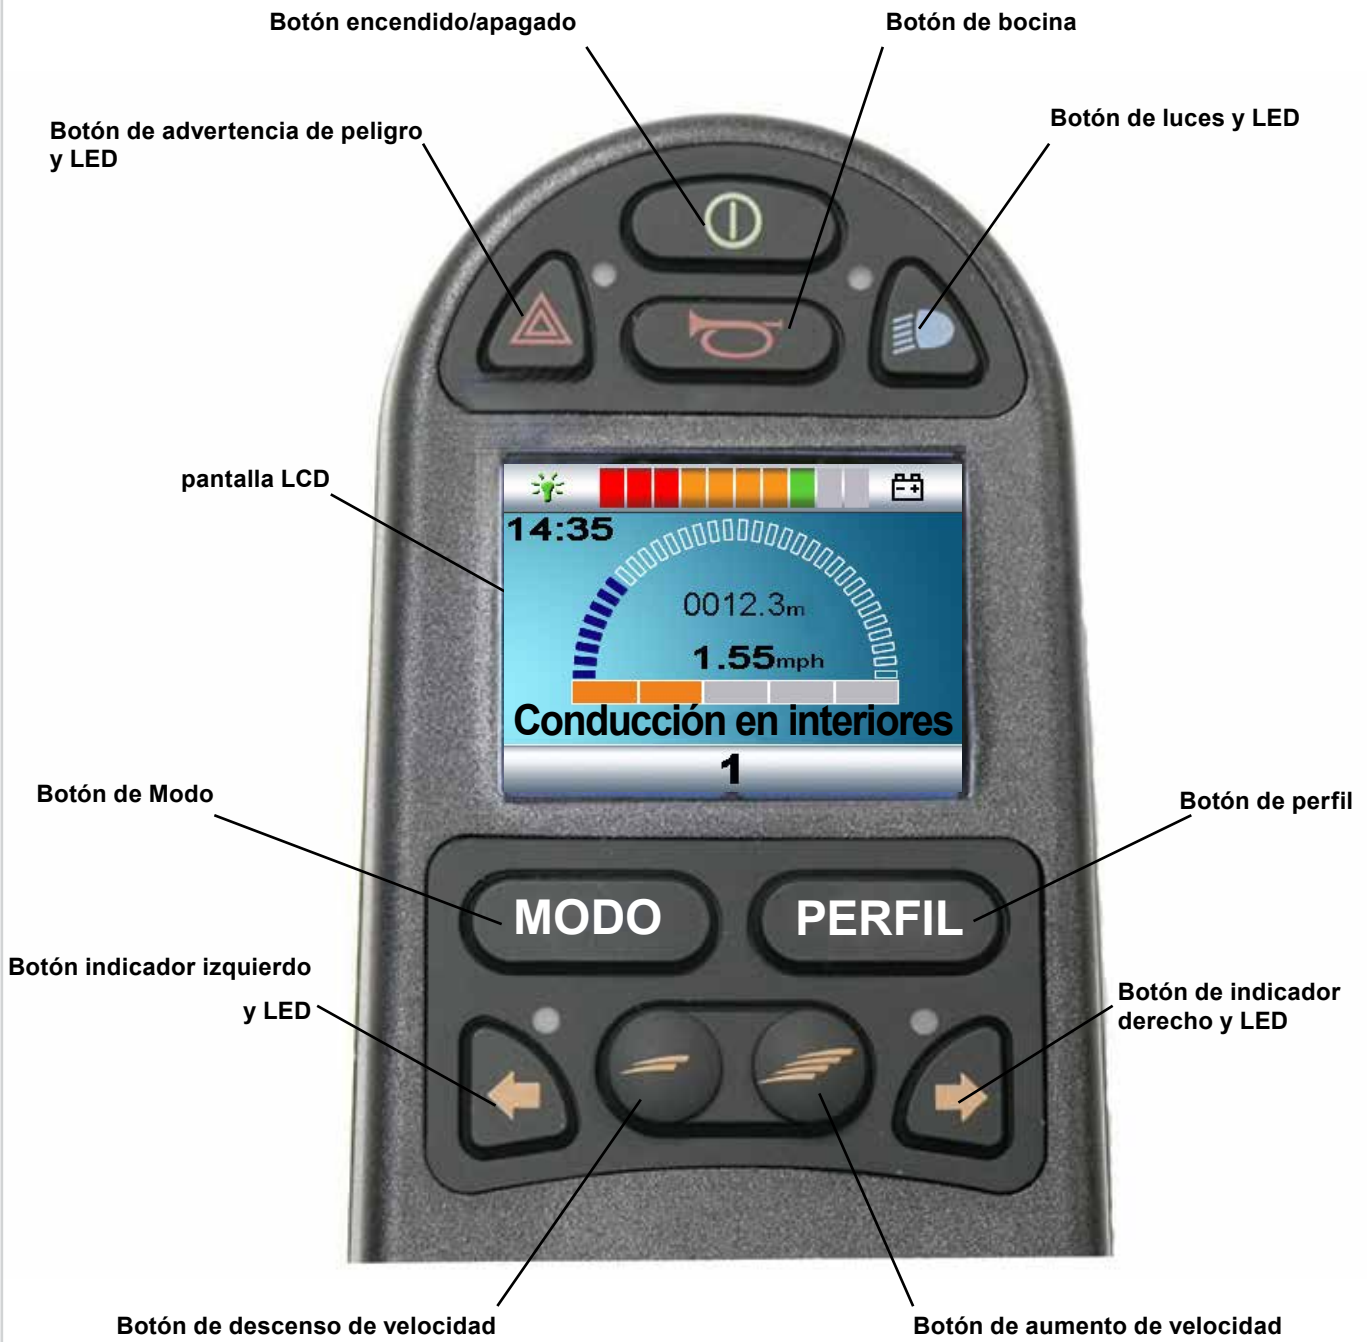 Botón encendido/apagado
Botón de bocina
Botón de advertencia de peligro
y LED
Botón de luces y LED
pantalla LCD
14:35
0012.3m
1.55mph
Conducción en interiores
1
Botón de Modo
Botón de perfil
MODO
PERFIL
Botón indicador izquierdo
y LED
Botón de indicador
derecho y LED
Botón de descenso de velocidad
Botón de aumento de velocidad